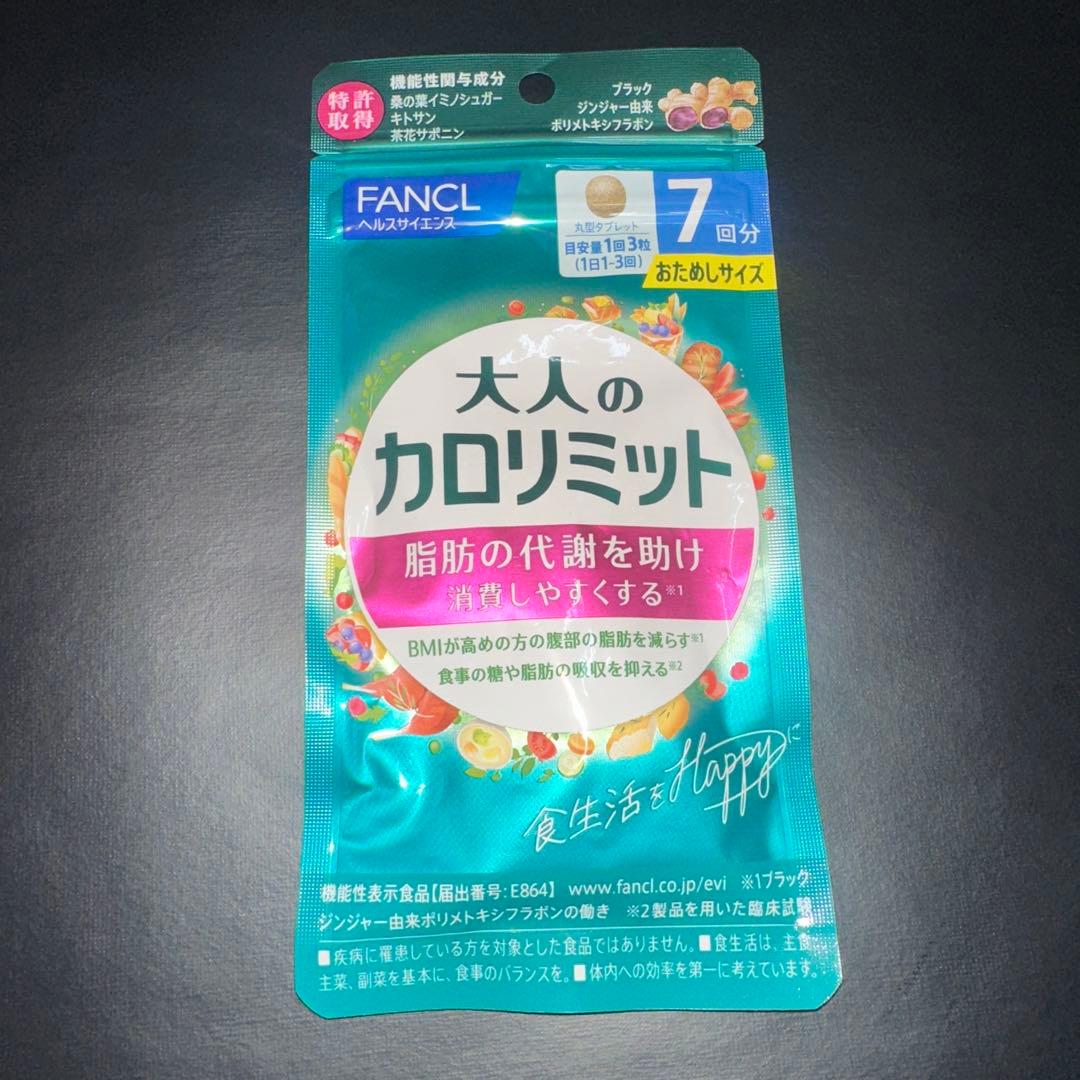 特許
取得
機能性関与成分
桑の葉イミノシュガー
キトサン
茶花サポニン
ブラック
ジンジャー由来
ポリメトキシフラボン
FANCL
ヘルスサイエンス
丸型タブレット
目安量1回3粒
(1日1-3回)
7回分
おためしサイズ
大人の
カロリミット
脂肪の代謝を助け
消費しやすくする※1
BMIが高めの方の腹部の脂肪を減らす※1
食事の糖や脂肪の吸収を抑える※2
食生活をHappyに
機能性表示食品【届出番号:E864】 www.fancl.co.jp/evi ※1ブラック
ジンジャー由来ポリメトキシフラボンの働き ※2製品を用いた臨床試験
■疾病に罹患している方を対象とした食品ではありません。■食生活は、主食、
主菜、副菜を基本に、食事のバランスを。■体内への効率を第一に考えています。